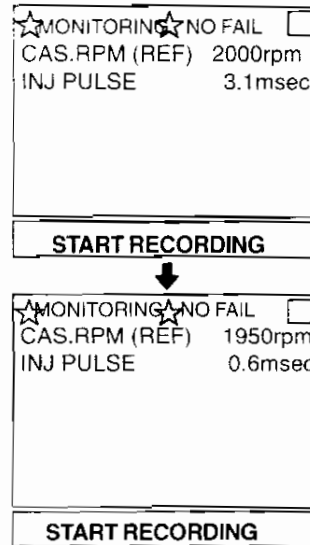 ☆MONITORING☆NO FAIL
CAS.RPM (REF) 2000rpm
INJ PULSE 3.1msec
START RECORDING
☆MONITORING☆NO FAIL
CAS.RPM (REF) 1950rpm
INJ PULSE 0.6msec
START RECORDING